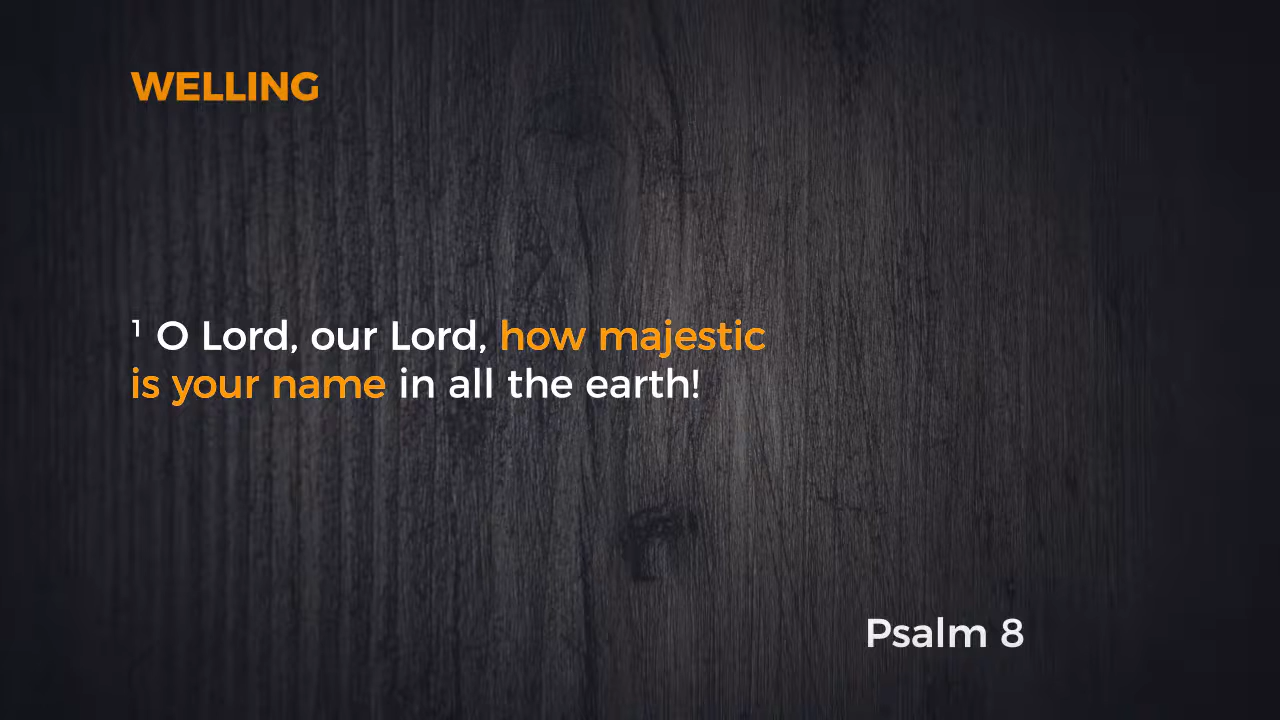 WELLING
¹ O Lord, our Lord, how majestic
is your name in all the earth!
Psalm 8